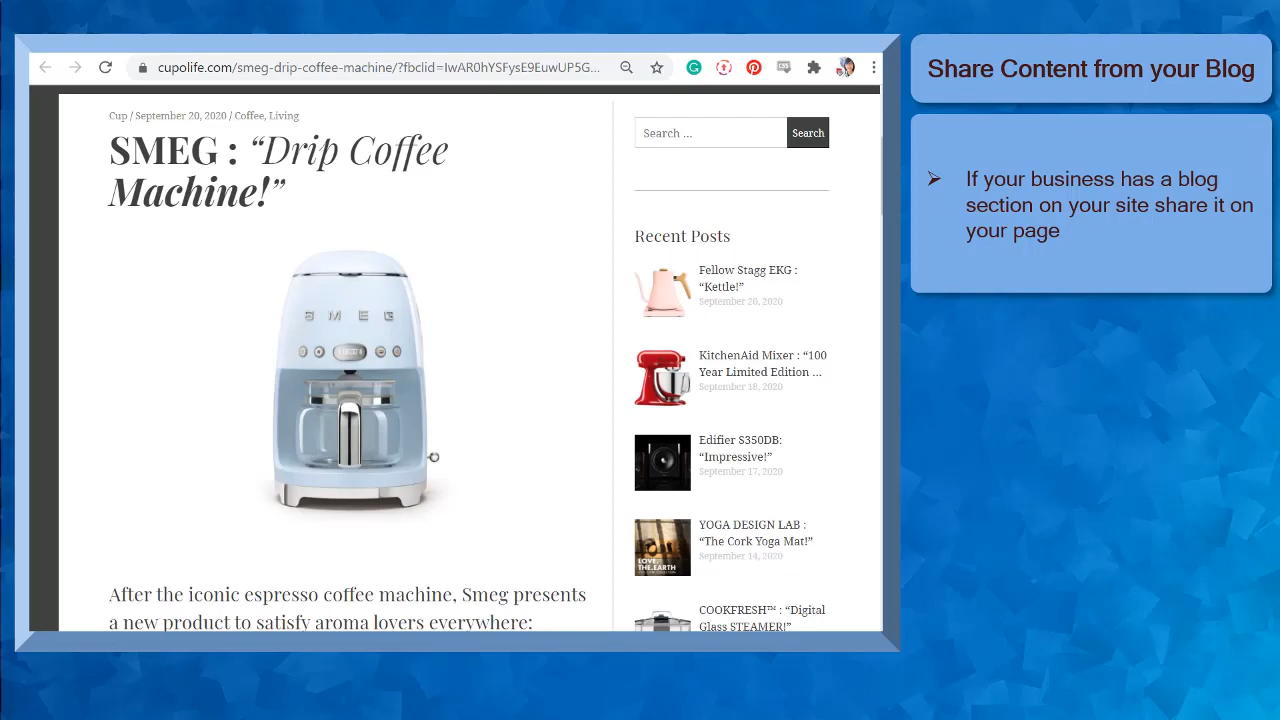 cupolife.com/smeg-drip-coffee-machine/?fbclid=IwAR0hYSFysE9EuwUP5G...
Cup / September 20, 2020 / Coffee, Living
SMEG : “Drip Coffee
Machine!”
SMEG
After the iconic espresso coffee machine, Smeg presents
a new product to satisfy aroma lovers everywhere:
Search ...
Search
Recent Posts
Fellow Stagg EKG :
“Kettle!”
September 20, 2020
KitchenAid Mixer : “100
Year Limited Edition ...
September 18, 2020
Edifier S350DB:
“Impressive!”
September 17, 2020
LOVE.
THE.EARTH
YOGA DESIGN LAB :
“The Cork Yoga Mat!”
September 14, 2020
COOKFRESH™ : “Digital
Glass STEAMER!”
Share Content from your Blog
➢ If your business has a blog
section on your site share it on
your page